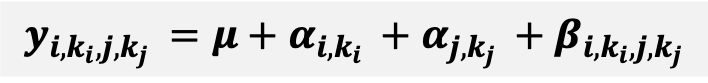 y_{i,k_i,j,k_j} = μ + α_{i,k_i} + α_{j,k_j} + β_{i,k_i,j,k_j}